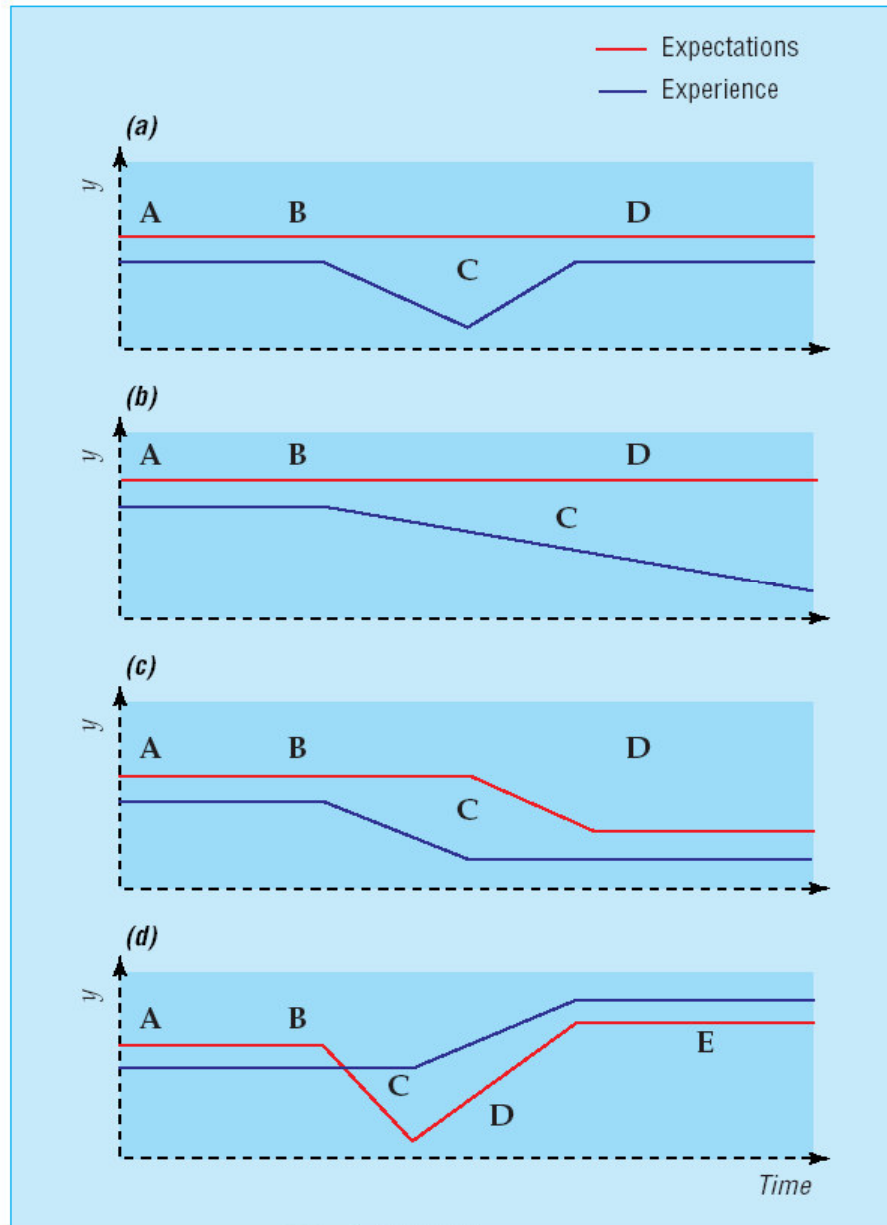 Expectations
Experience
(a)
y
A B D
C
(b)
y
A B D
C
(c)
y
A B D
C
(d)
y
A B
C
D
E
Time